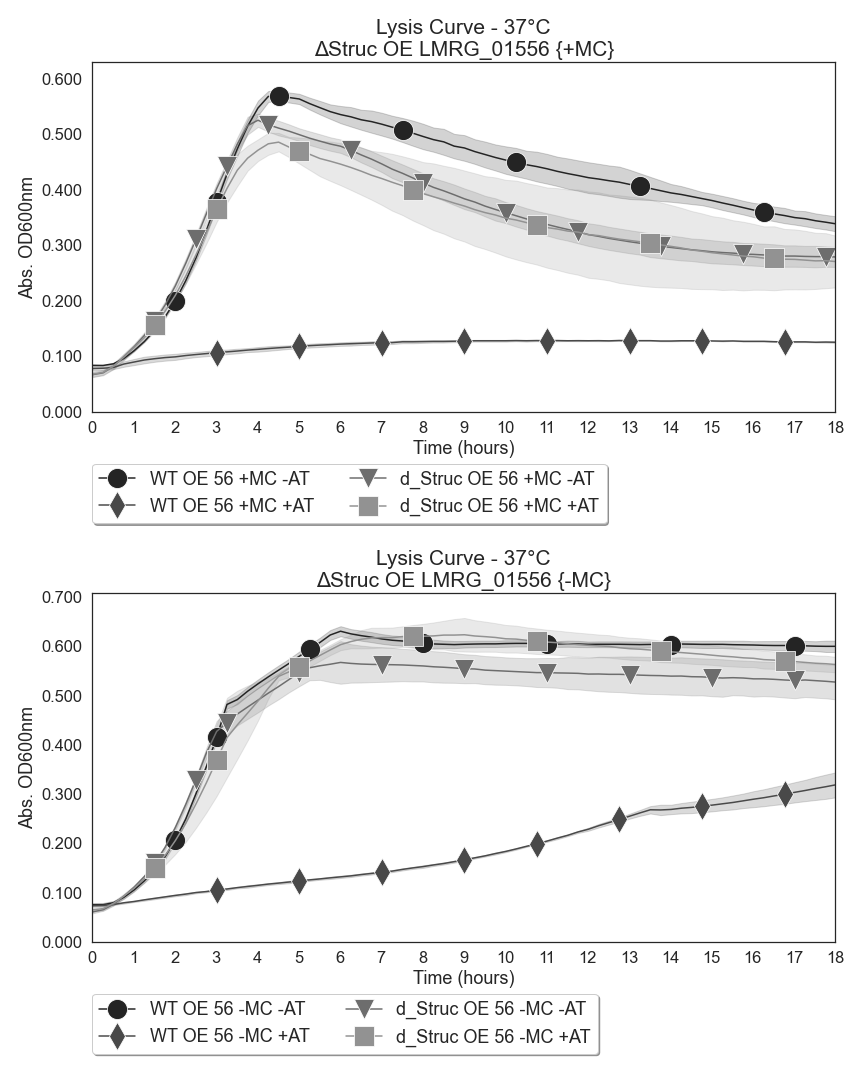 Lysis Curve - 37°C
ΔStruc OE LMRG_01556 {+MC}
Abs. OD600nm
0.600
0.500
0.400
0.300
0.200
0.100
0.000
0 1 2 3 4 5 6 7 8 9 10 11 12 13 14 15 16 17 18
Time (hours)
WT OE 56 +MC -AT
WT OE 56 +MC +AT
d_Struc OE 56 +MC -AT
d_Struc OE 56 +MC +AT
Lysis Curve - 37°C
ΔStruc OE LMRG_01556 {-MC}
Abs. OD600nm
0.700
0.600
0.500
0.400
0.300
0.200
0.100
0.000
0 1 2 3 4 5 6 7 8 9 10 11 12 13 14 15 16 17 18
Time (hours)
WT OE 56 -MC -AT
WT OE 56 -MC +AT
d_Struc OE 56 -MC -AT
d_Struc OE 56 -MC +AT